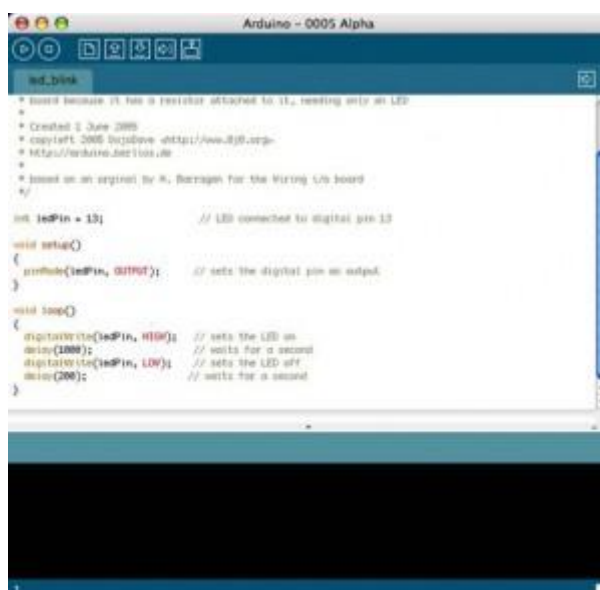 Arduino - 0005 Alpha
led_blink
* board because it has a resistor attached to it, needing only an LED
*
* Created 1 June 2005
* copyleft 2005 DojoDave <http://www.0j0.org>
* http://arduino.berlios.de
*
* based on an orginal by H. Barragan for the Wiring i/o board
*/
int ledPin = 13; // LED connected to digital pin 13
void setup()
{
pinMode(ledPin, OUTPUT); // sets the digital pin as output
}
void loop()
{
digitalWrite(ledPin, HIGH); // sets the LED on
delay(1000); // waits for a second
digitalWrite(ledPin, LOW); // sets the LED off
delay(200); // waits for a second
}